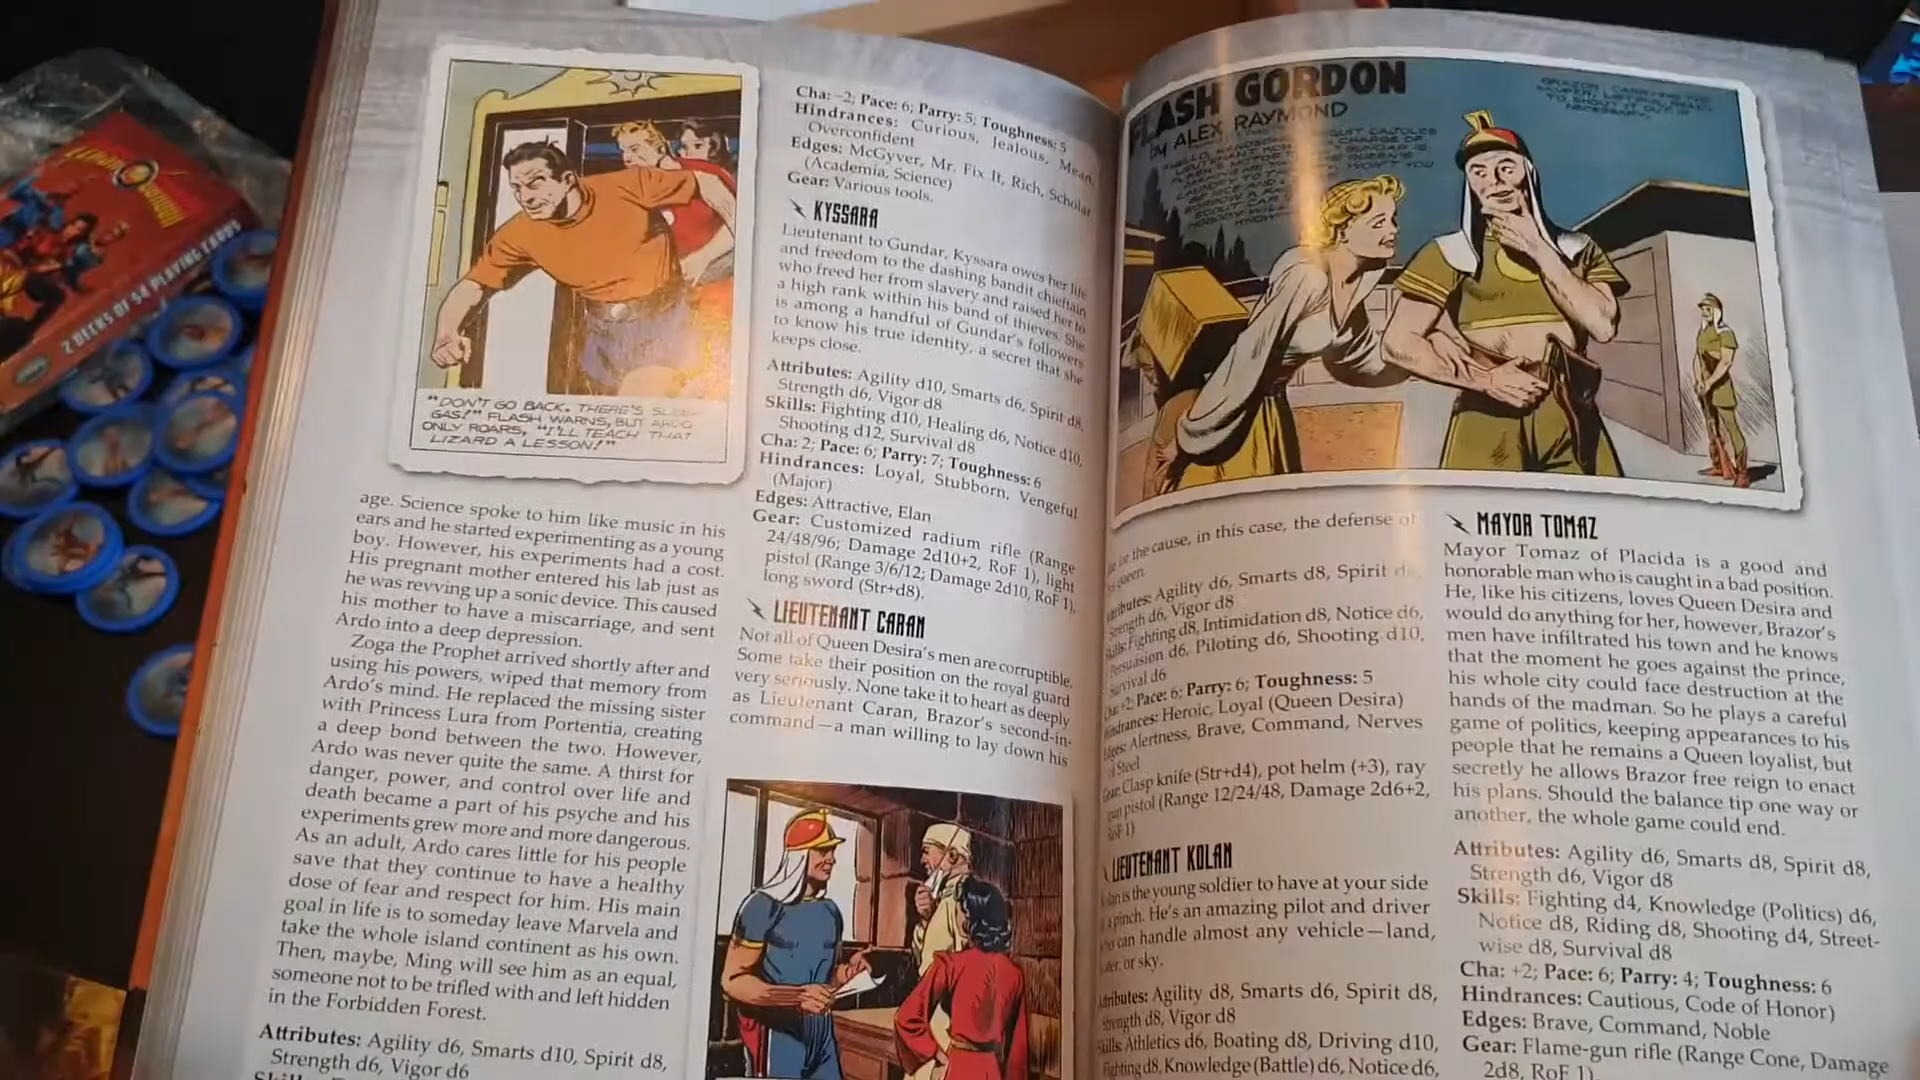 2 DECKS OF 54 PLAYING CARDS
"DON'T GO BACK. THERE'S
GAS!" FLASH WARNS, BUT ARDO
ONLY ROARS, "I'LL TEACH THAT
LIZARD A LESSON!"
age. Science spoke to him like music in his
ears and he started experimenting as a young
boy. However, his experiments had a cost.
His pregnant mother entered his lab just as
he was revving up a sonic device. This caused
his mother to have a miscarriage, and sent
Ardo into a deep depression.
Zoga the Prophet arrived shortly after and
using his powers, wiped that memory from
Ardo's mind. He replaced the missing sister
with Princess Lura from Portentia, creating
a deep bond between the two. However,
Ardo was never quite the same. A thirst for
danger, power, and control over life and
death became a part of his psyche and his
experiments grew more and more dangerous.
As an adult, Ardo cares little for his people
save that they continue to have a healthy
dose of fear and respect for him. His main
goal in life is to someday leave Marvela and
take the whole island continent as his own.
Then, maybe, Ming will see him as an equal,
someone not to be trifled with and left hidden
in the Forbidden Forest.
Attributes: Agility d6, Smarts d10, Spirit d8,
Strength d6, Vigor d6
Cha: –2; Pace: 6; Parry: 5; Toughness: 5
Hindrances: Curious, Jealous, Mean,
Overconfident
Edges: McGyver, Mr. Fix It, Rich, Scholar
(Academia, Science)
Gear: Various tools.
KYSSARA
Lieutenant to Gundar, Kyssara owes her life
and freedom to the dashing bandit chieftain
who freed her from slavery and raised her to
a high rank within his band of thieves. She
is among a handful of Gundar's followers
to know his true identity, a secret that she
keeps close.
Attributes: Agility d10, Smarts d6, Spirit d8,
Strength d6, Vigor d8
Skills: Fighting d10, Healing d6, Notice d10,
Shooting d12, Survival d8
Cha: 2; Pace: 6; Parry: 7; Toughness: 6
Hindrances: Loyal, Stubborn, Vengeful
(Major)
Edges: Attractive, Elan
Gear: Customized radium rifle (Range
24/48/96; Damage 2d10+2, RoF 1), light
pistol (Range 3/6/12; Damage 2d10, RoF 1),
long sword (Str+d8).
LIEUTENANT CARAN
Not all of Queen Desira's men are corruptible.
Some take their position on the royal guard
very seriously. None take it to heart as deeply
as Lieutenant Caran, Brazor's second-in-
command—a man willing to lay down his
FLASH GORDON
BY ALEX RAYMOND
for the cause, in this case, the defense of
queen.
Attributes: Agility d6, Smarts d8, Spirit
Strength d6, Vigor d8
Skills: Fighting d8, Intimidation d8, Notice d6,
Persuasion d6, Piloting d6, Shooting d10,
Survival d6
Cha: +2; Pace: 6; Parry: 6; Toughness: 5
Hindrances: Heroic, Loyal (Queen Desira)
Edges: Alertness, Brave, Command, Nerves
of Steel
Gear: Clasp knife (Str+d4), pot helm (+3), ray
gun pistol (Range 12/24/48, Damage 2d6+2,
RoF 1)
LIEUTENANT KOLAN
is the young soldier to have at your side
pinch. He's an amazing pilot and driver
who can handle almost any vehicle—land,
water, or sky.
Attributes: Agility d8, Smarts d6, Spirit d8,
Strength d8, Vigor d8
Skills: Athletics d6, Boating d8, Driving d10,
Fighting d8, Knowledge (Battle) d6, Notice d6,
MAYOR TOMAZ
Mayor Tomaz of Placida is a good and
honorable man who is caught in a bad position.
He, like his citizens, loves Queen Desira and
would do anything for her, however, Brazor's
men have infiltrated his town and he knows
that the moment he goes against the prince,
his whole city could face destruction at the
hands of the madman. So he plays a careful
game of politics, keeping appearances to his
people that he remains a Queen loyalist, but
secretly he allows Brazor free reign to enact
his plans. Should the balance tip one way or
another, the whole game could end.
Attributes: Agility d6, Smarts d8, Spirit d8,
Strength d6, Vigor d8
Skills: Fighting d4, Knowledge (Politics) d6,
Notice d8, Riding d8, Shooting d4, Street-
wise d8, Survival d8
Cha: +2; Pace: 6; Parry: 4; Toughness: 6
Hindrances: Cautious, Code of Honor)
Edges: Brave, Command, Noble
Gear: Flame-gun rifle (Range Cone, Damage
2d8, RoF 1)